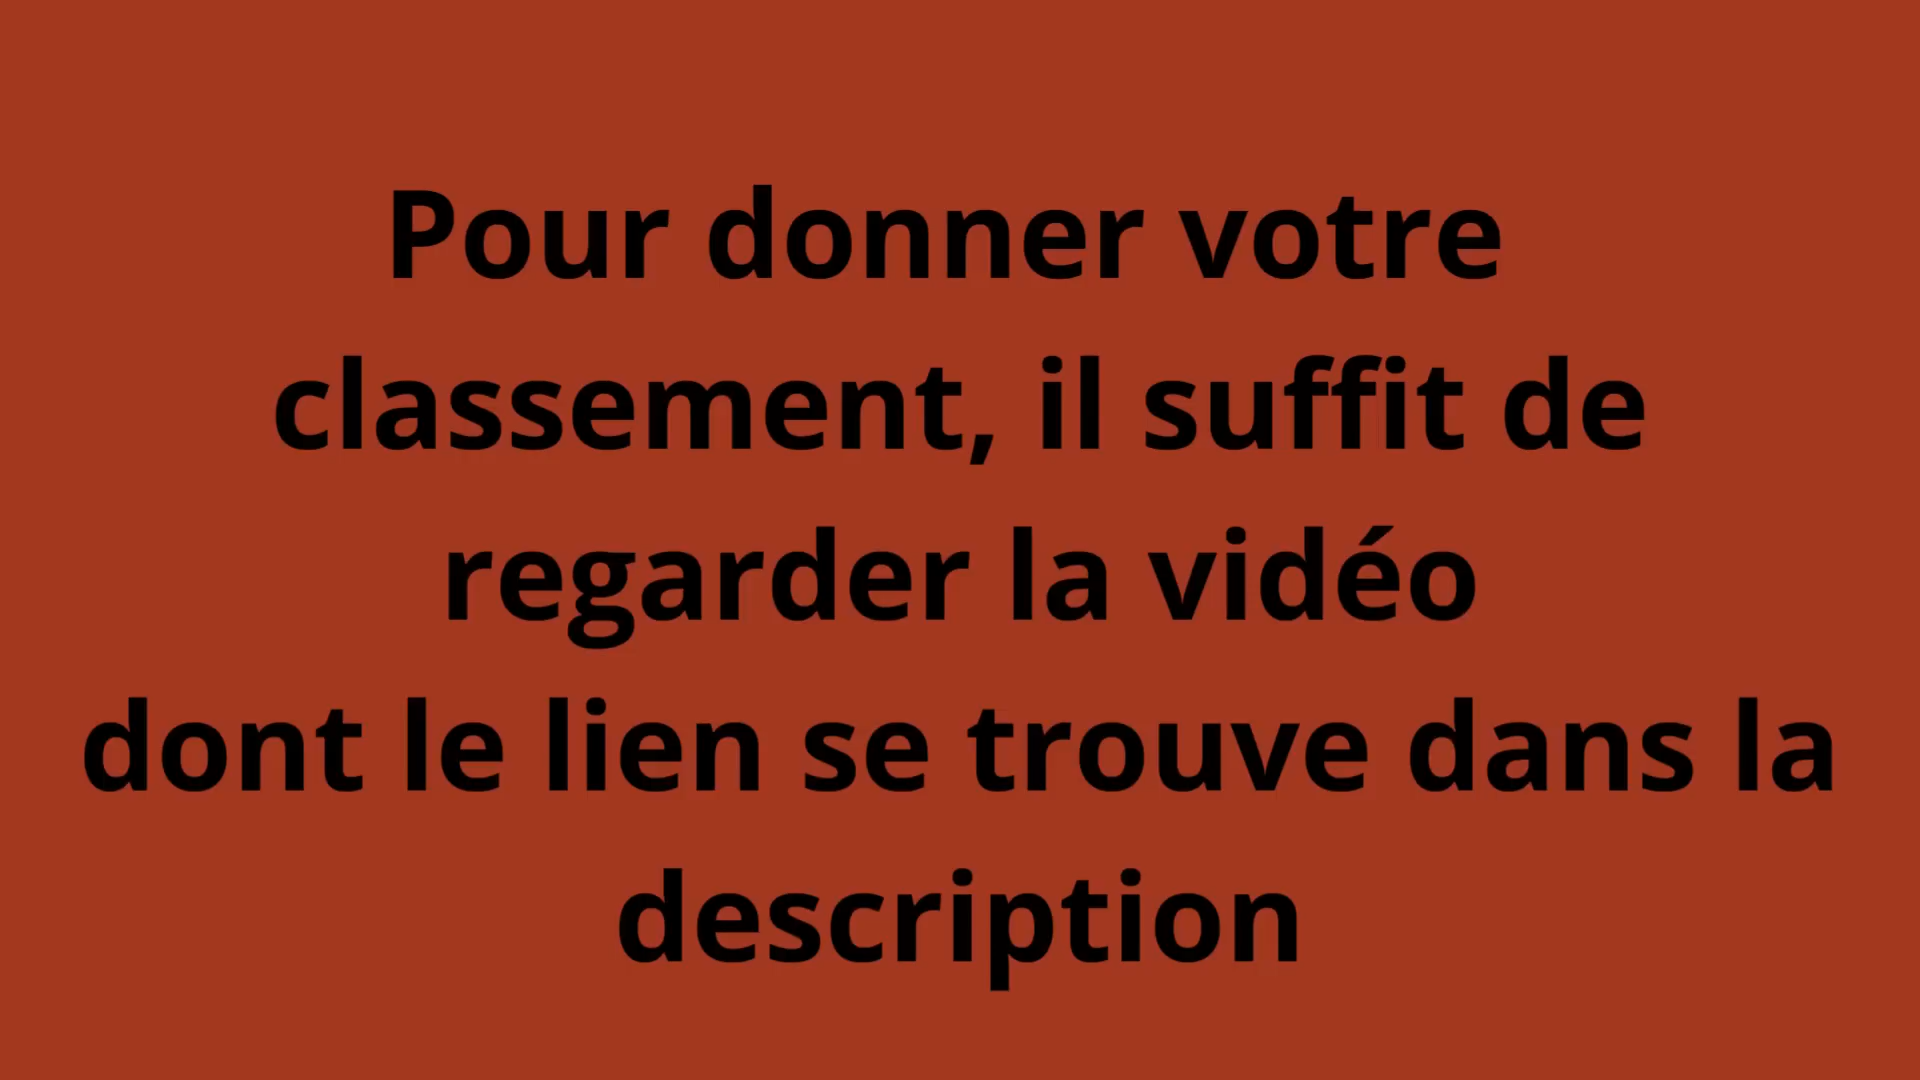 Pour donner votre
classement, il suffit de
regarder la vidéo
dont le lien se trouve dans la
description